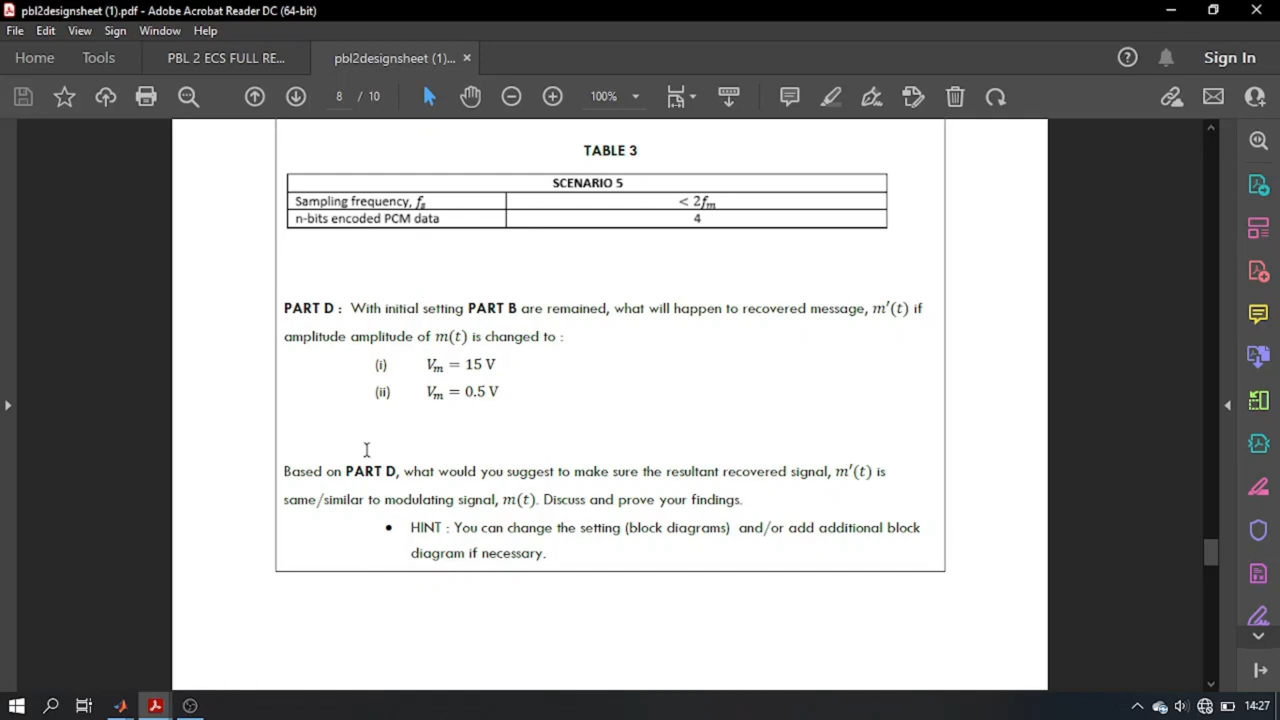 pbl2designsheet (1).pdf - Adobe Acrobat Reader DC (64-bit)
File Edit View Sign Window Help
Home Tools PBL 2 ECS FULL RE... pbl2designsheet (1)... × Sign In
8 / 10 100%
TABLE 3
SCENARIO 5
Sampling frequency, fs < 2fm
n-bits encoded PCM data 4
PART D : With initial setting PART B are remained, what will happen to recovered message, m′(t) if
amplitude amplitude of m(t) is changed to :
(i) Vm = 15 V
(ii) Vm = 0.5 V
Based on PART D, what would you suggest to make sure the resultant recovered signal, m′(t) is
same/similar to modulating signal, m(t). Discuss and prove your findings.
• HINT : You can change the setting (block diagrams) and/or add additional block
diagram if necessary.
14:27